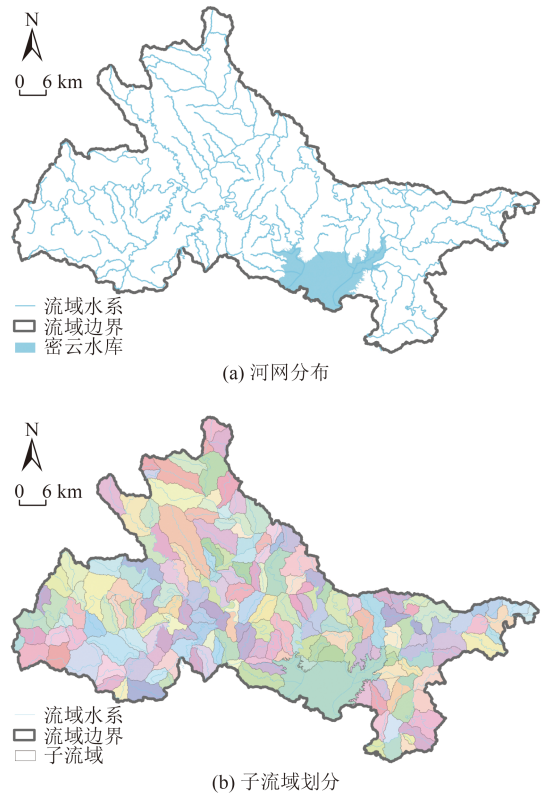 N
0 6 km
流域水系
流域边界
密云水库
(a) 河网分布
N
0 6 km
流域水系
流域边界
子流域
(b) 子流域划分